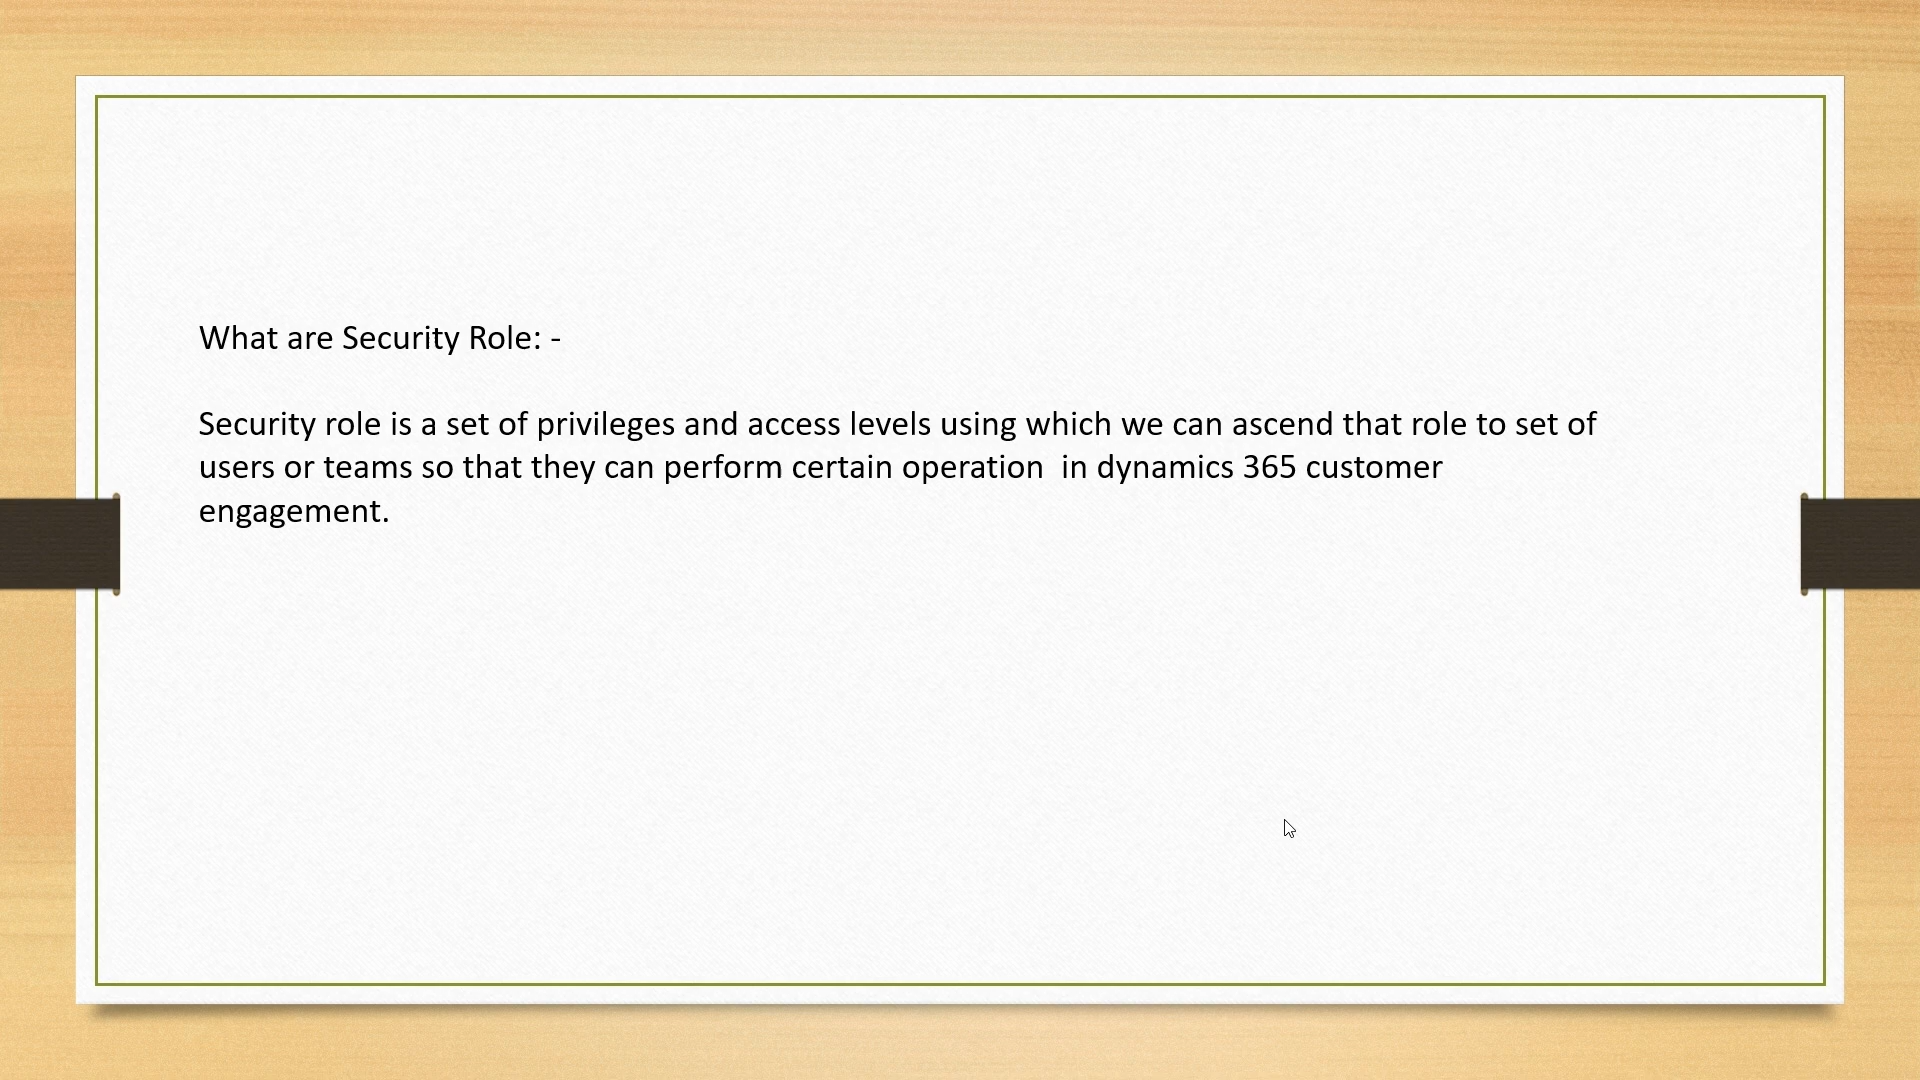 What are Security Role: -
Security role is a set of privileges and access levels using which we can ascend that role to set of
users or teams so that they can perform certain operation  in dynamics 365 customer
engagement.